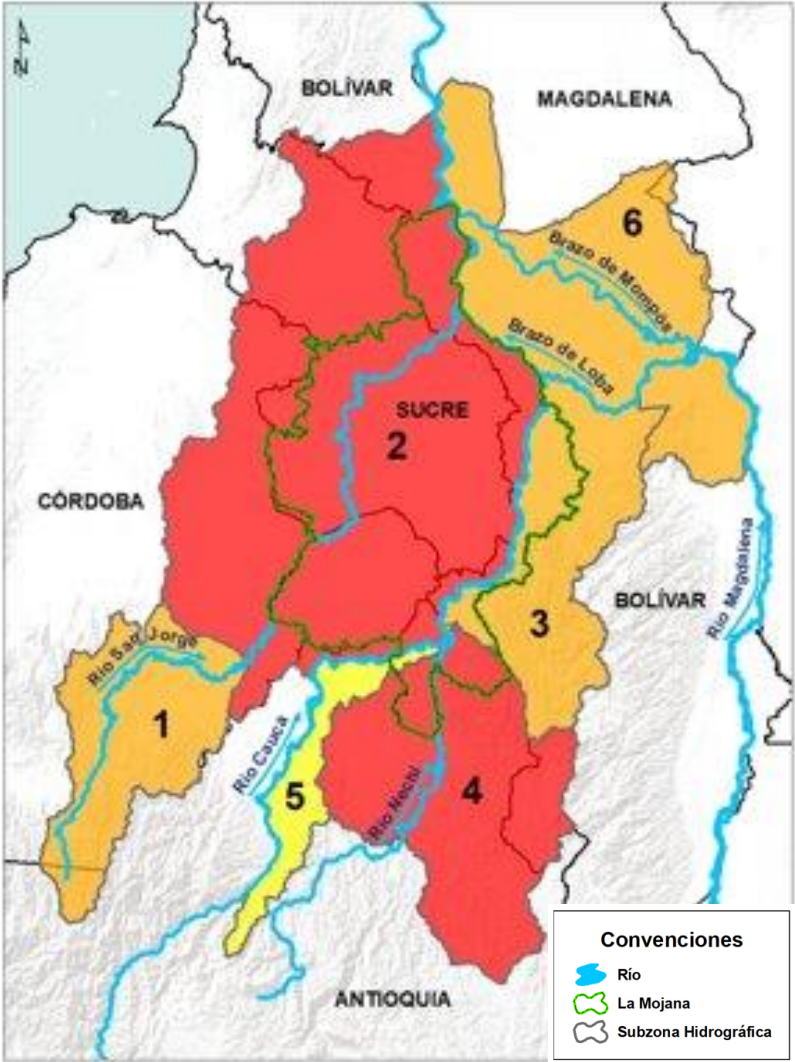 N
BOLÍVAR
MAGDALENA
6
Brazo de Mompós
Brazo de Loba
SUCRE
2
CÓRDOBA
Río Magdalena
BOLÍVAR
3
Río San Jorge
1
Río Cauca
5
Río Nechí
4
ANTIOQUIA
Convenciones
Río
La Mojana
Subzona Hidrográfica